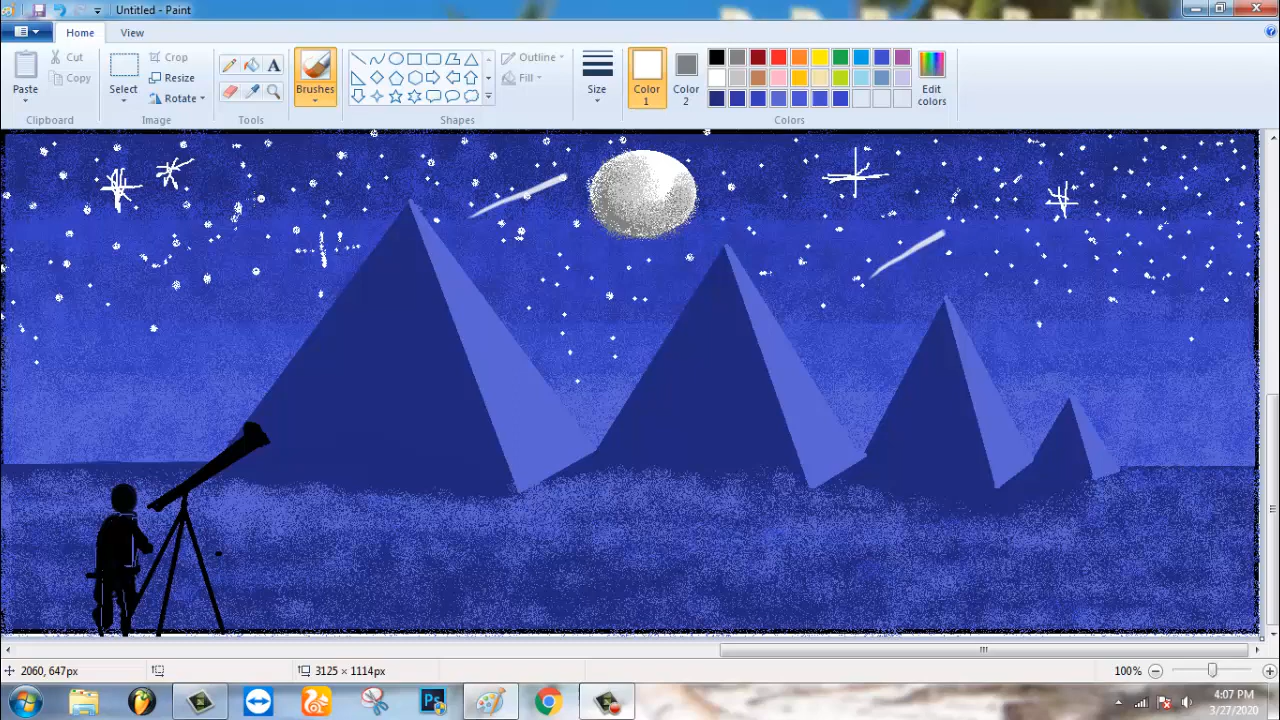 Untitled - Paint
Home
View
Paste
Cut
Copy
Clipboard
Select
Crop
Resize
Rotate
Image
A
Tools
Brushes
Outline
Fill
Shapes
Size
Color
1
Color
2
Colors
Edit
colors
2060, 647px
3125 × 1114px
100%
Ps
4:07 PM
3/27/2020